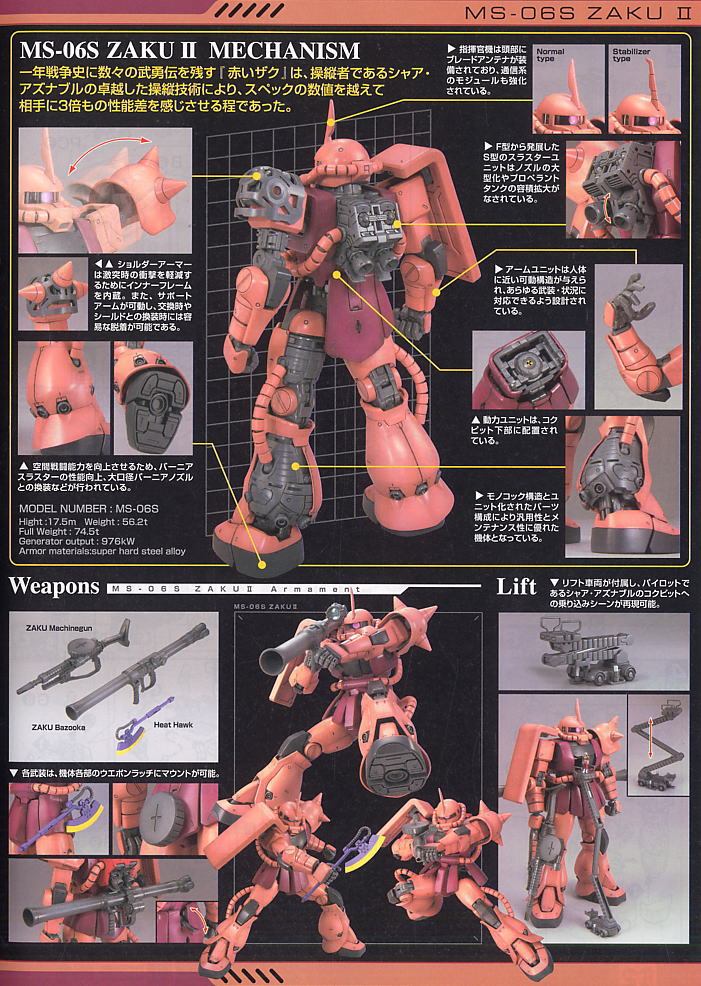 MS-06S ZAKU II
MS-06S ZAKU II MECHANISM
一年戦争史に数々の武勇伝を残す『赤いザク』は、操縦者であるシャア・
アズナブルの卓越した操縦技術により、スペックの数値を越えて
相手に3倍もの性能差を感じさせる程であった。
▶ 指揮官機は頭部に
ブレードアンテナが
装備されており、通信系
のモジュールも強化
されている。
Normal
type
Stabilizer
type
▶ F型から発展した
S型のスラスターユ
ニットはノズルの大
型化やプロペラント
タンクの容積拡大が
なされている。
◀▲ ショルダーアーマー
は激突時の衝撃を軽減す
るためにインナーフレーム
を内蔵。また、サポート
アームが可動し、交換時や
シールドとの換装時には容
易な脱着が可能である。
▶ アームユニットは人体
に近い可動構造が与えら
れ、あらゆる武装・状況に
対応できるよう設計され
ている。
▲ 動力ユニットは、コク
ピット下部に配置され
ている。
▲ 空間戦闘能力を向上させるため、バーニア
スラスターの性能向上、大口径バーニアノズル
との換装などが行われている。
▶ モノコック構造とユ
ニット化されたパーツ
構成により汎用性とメ
ンテナンス性に優れた
機体となっている。
MODEL NUMBER : MS-06S
Hight : 17.5m Weight : 56.2t
Full Weight : 74.5t
Generator output : 976kW
Armor materials:super hard steel alloy
Weapons
MS-06S ZAKU II Armament
MS-06S ZAKU II
ZAKU Machinegun
ZAKU Bazooka
Heat Hawk
▼ 各武装は、機体各部のウエポンラッチにマウントが可能。
Lift
▼ リフト車両が付属し、パイロットで
あるシャア・アズナブルのコクピットへ
の乗り込みシーンが再現可能。